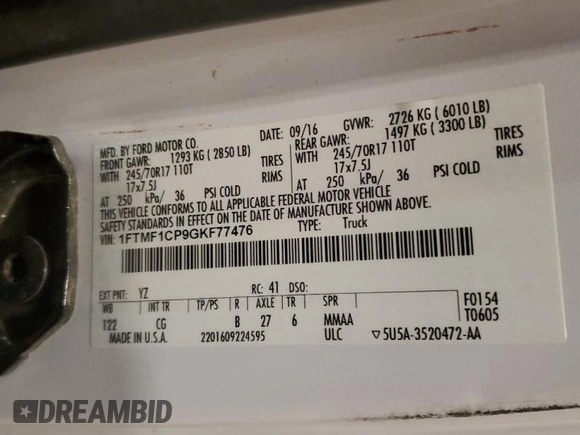 MFD. BY FORD MOTOR CO.
DATE: 09/16
GVWR: 2726 KG ( 6010 LB)
FRONT GAWR: 1293 KG ( 2850 LB)
REAR GAWR: 1497 KG ( 3300 LB)
WITH 245/70R17 110T TIRES
245/70R17 110T TIRES
17x7.5J RIMS
WITH 17x7.5J RIMS
AT 250 kPa/ 36 PSI COLD
AT 250 kPa/ 36 PSI COLD
THIS VEHICLE CONFORMS TO ALL APPLICABLE FEDERAL MOTOR VEHICLE
SAFETY STANDARDS IN EFFECT ON THE DATE OF MANUFACTURE SHOWN ABOVE.
VIN: 1FTMF1CP9GKF77476
TYPE: Truck
EXT PNT: YZ RC: 41 DSO:
WB INT TR TP/PS R AXLE TR SPR
F0154
122 CG B 27 6 MMAA
T0605
MADE IN U.S.A. 2201609224595 ULC
5U5A-3520472-AA
DREAMBID